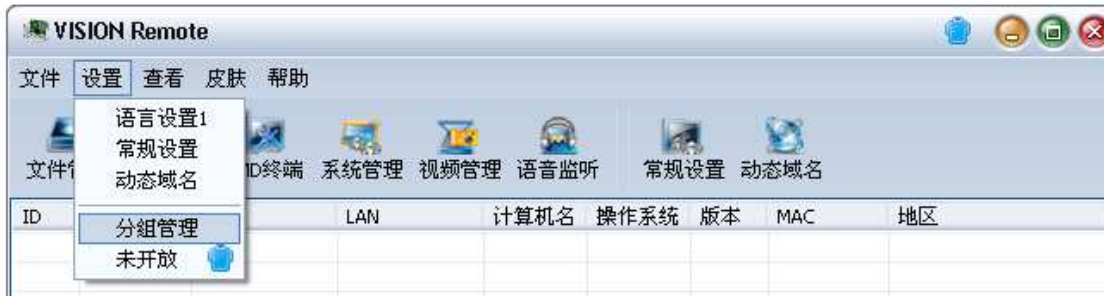 VISION Remote
文件 设置 查看 皮肤 帮助
语言设置1
常规设置
动态域名
分组管理
未开放
文件 D终端 系统管理 视频管理 语音监听 常规设置 动态域名
ID LAN 计算机名 操作系统 版本 MAC 地区